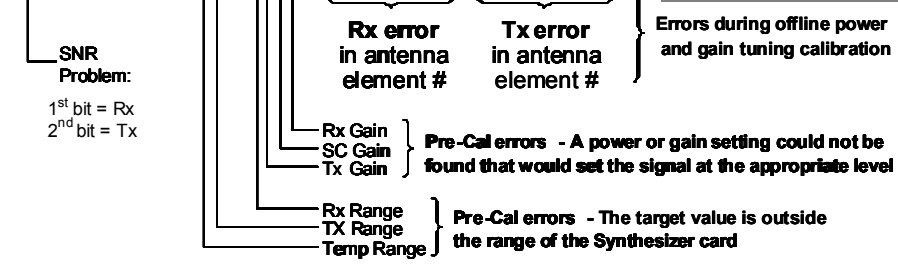 Rx error
in antenna
element #
Tx error
in antenna
element #
Errors during offline power
and gain tuning calibration
SNR
Problem:
1st bit = Rx
2nd bit = Tx
Rx Gain
SC Gain
Tx Gain
Pre-Cal errors - A power or gain setting could not be
found that would set the signal at the appropriate level
Rx Range
TX Range
Temp Range
Pre-Cal errors - The target value is outside
the range of the Synthesizer card